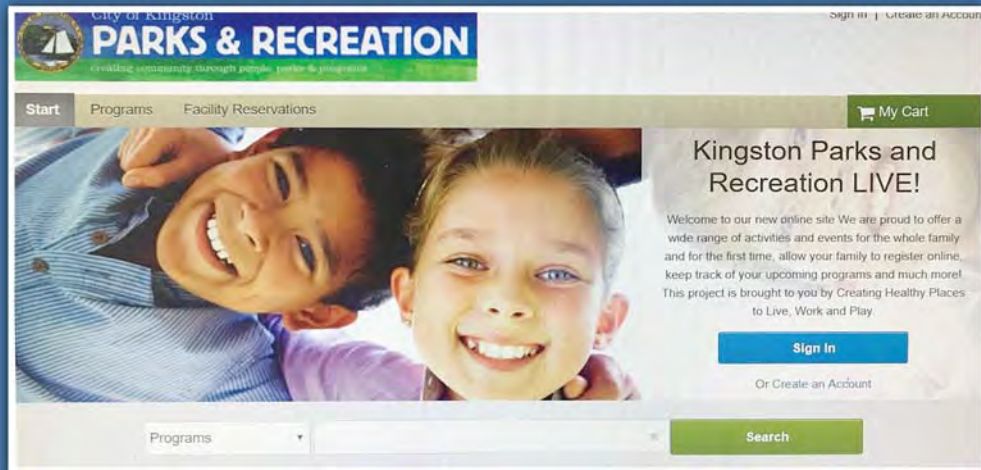 Sign In | Create an Account
City of Kingston
PARKS & RECREATION
creating community through people, parks & programs
Start Programs Facility Reservations My Cart
Kingston Parks and
Recreation LIVE!
Welcome to our new online site We are proud to offer a
wide range of activities and events for the whole family
and for the first time, allow your family to register online,
keep track of your upcoming programs and much more!
This project is brought to you by Creating Healthy Places
to Live, Work and Play.
Sign In
Or Create an Account
Programs Search